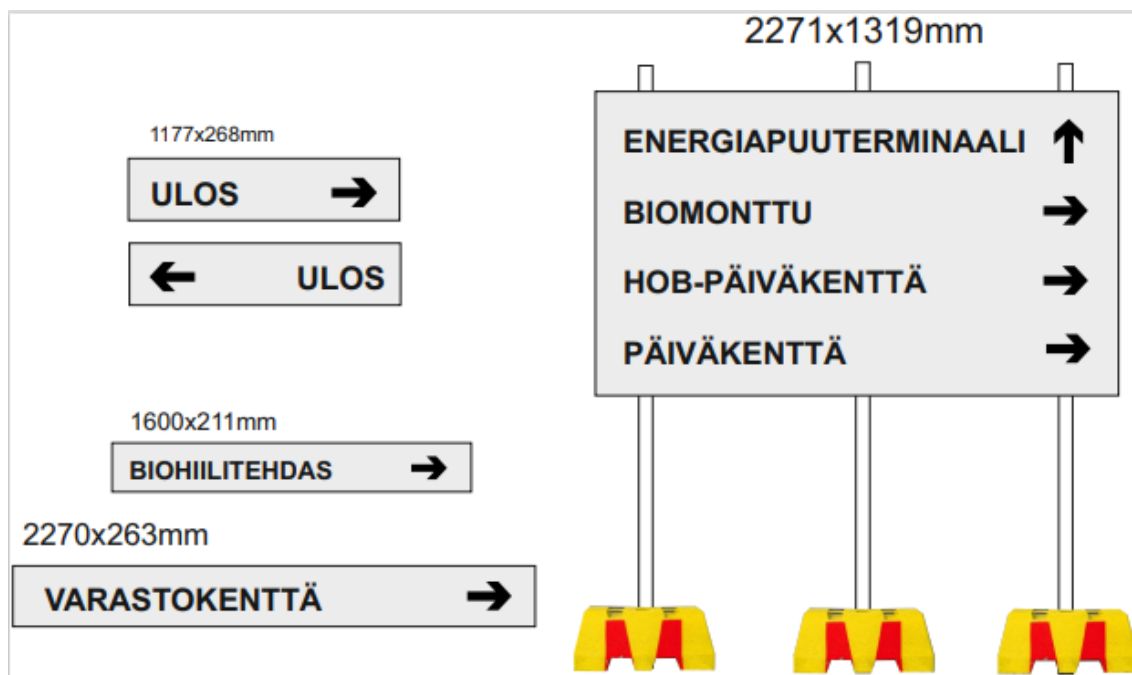 1177x268mm
ULOS
ULOS
1600x211mm
BIOHIILITEHDAS
2270x263mm
VARASTOKENTTÄ
2271x1319mm
ENERGIAPUUTERMINAALI
BIOMONTTU
HOB-PÄIVÄKENTTÄ
PÄIVÄKENTTÄ